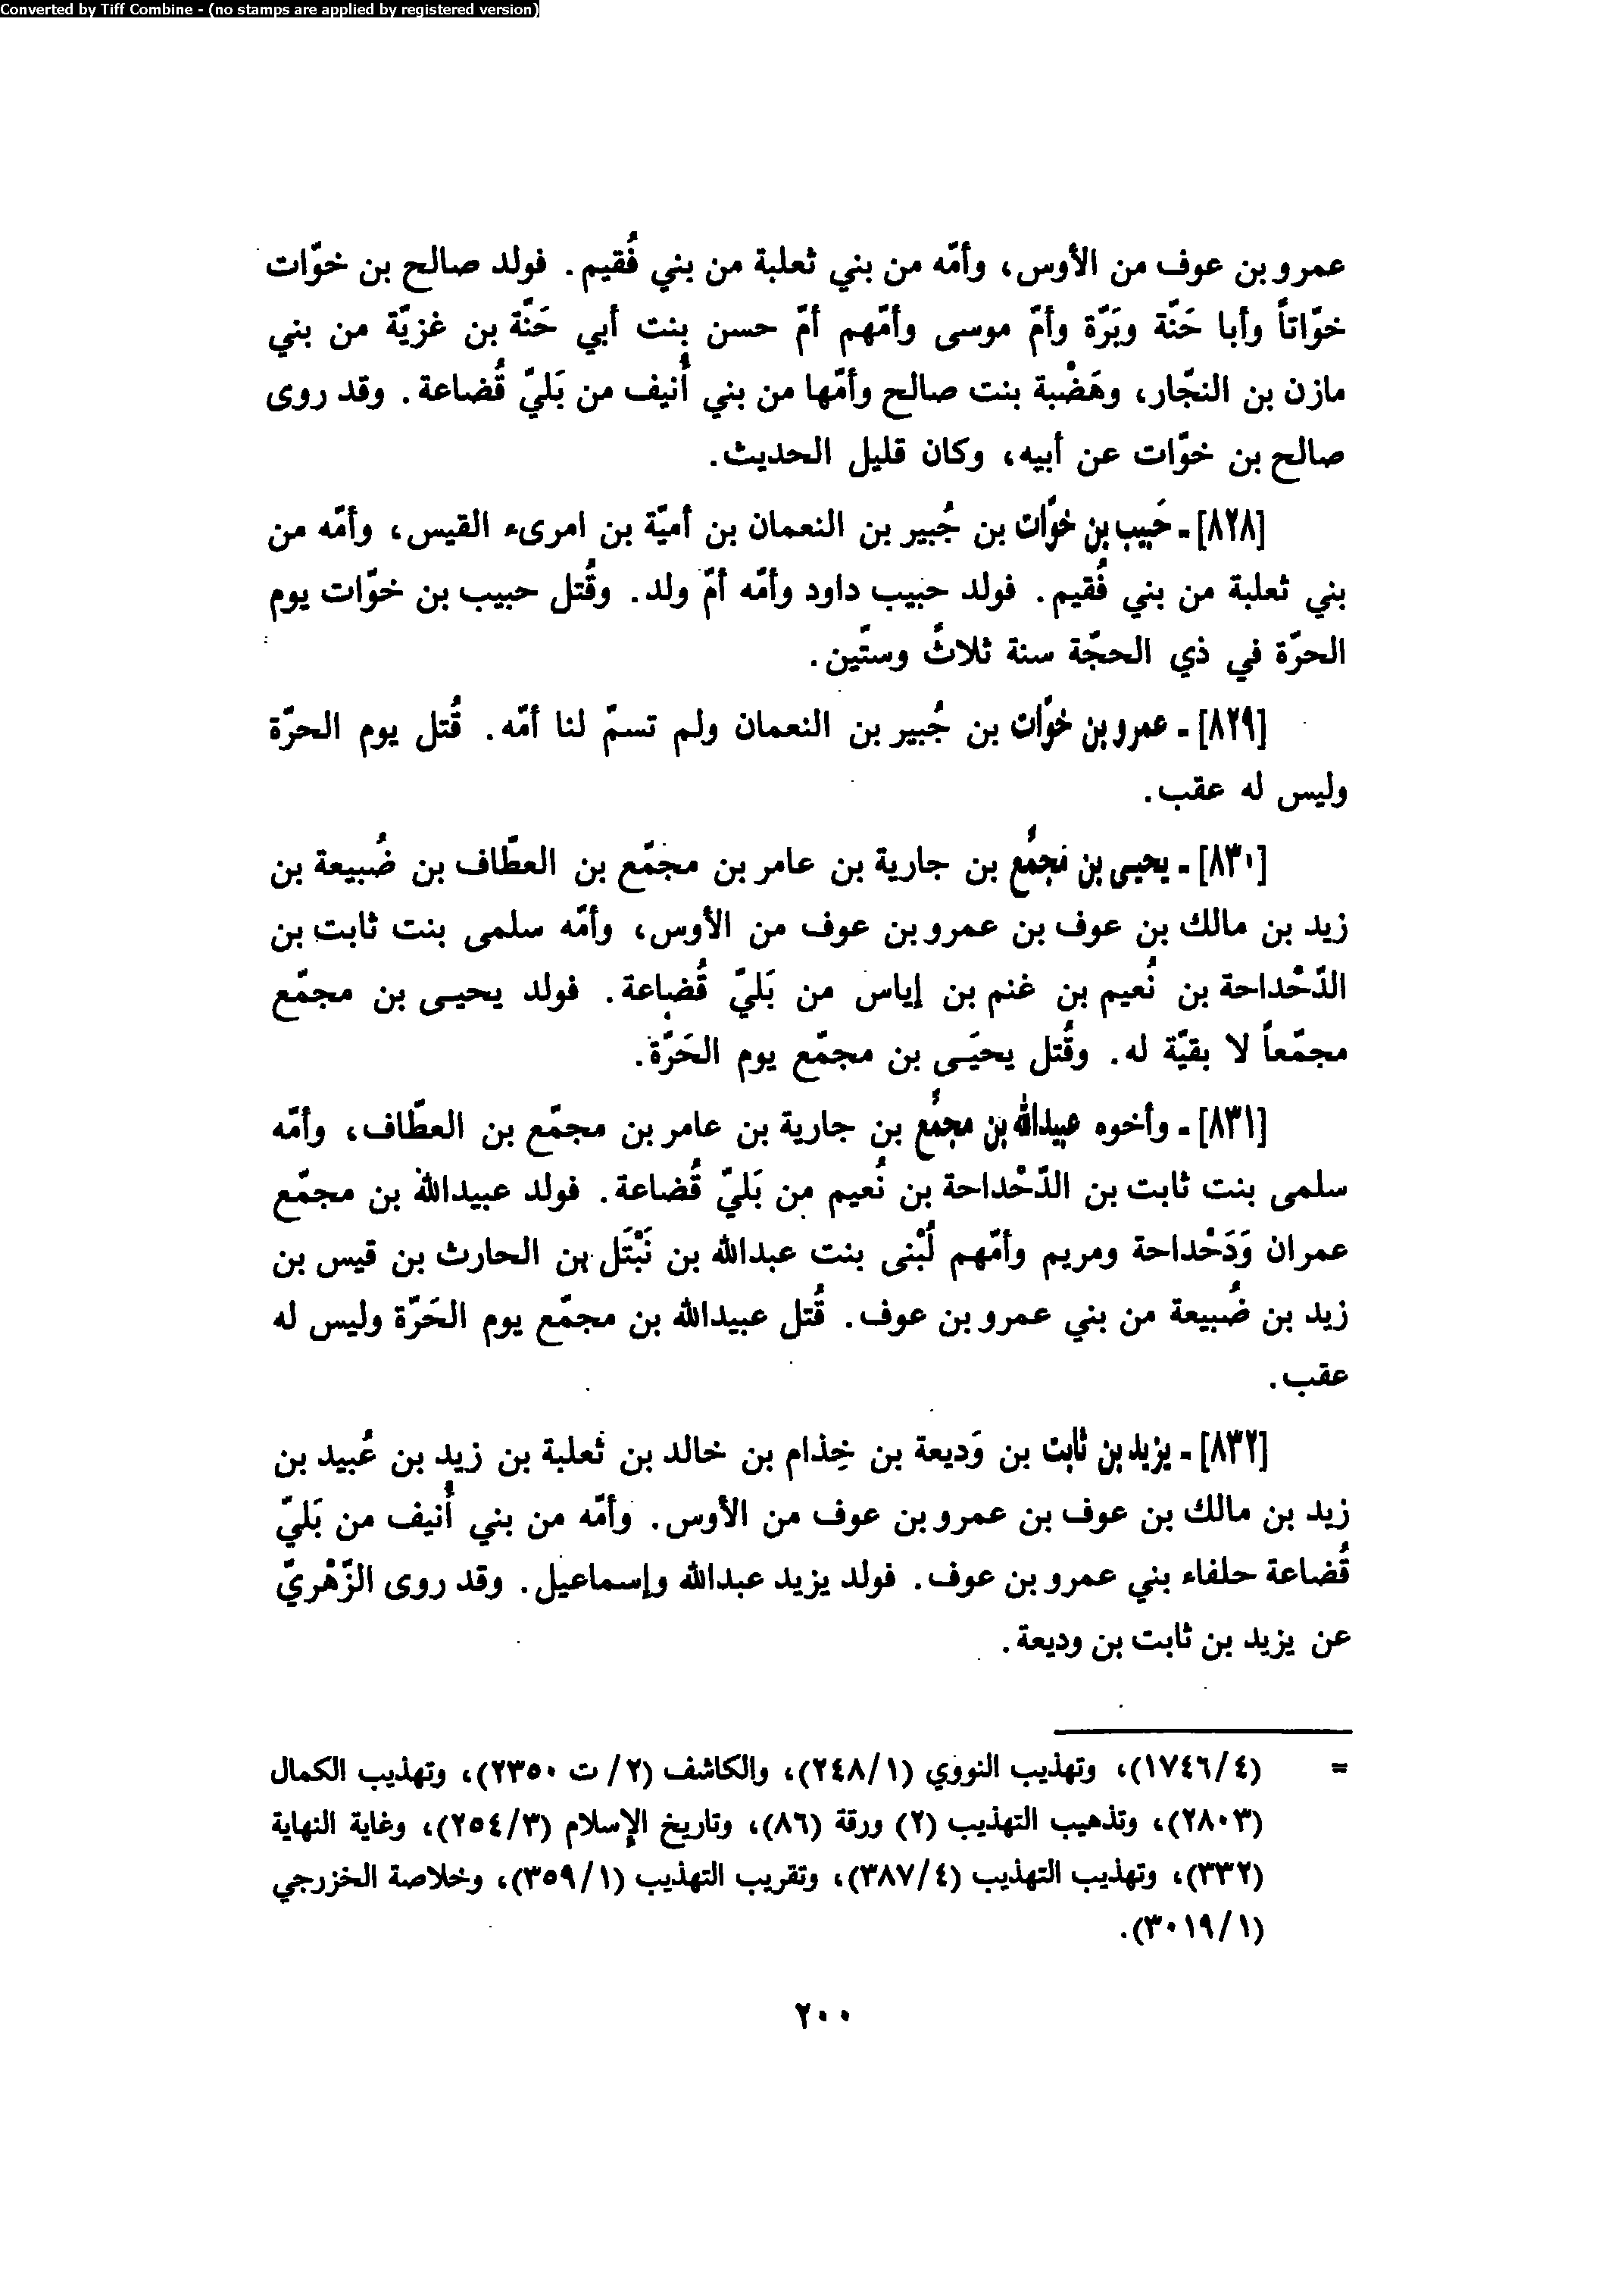 Converted by Tiff Combine - (no stamps are applied by registered version)
عمرو بن عوف من الأوس، وأمّه من بني ثعلبة من بني فُقيم. فولد صالح بن خوّات
خوّاتاً وأبا حَنّة وبَرّة وأمّ موسى وأمّهم أمّ حسن بنت أبي حَنّة بن غزيّة من بني
مازن بن النجّار، وهَضْبة بنت صالح وأمّها من بني أُنيف من بَليّ قُضاعة. وقد روى
صالح بن خوّات عن أبيه، وكان قليل الحديث.
[٨٢٨] - حَبيب بن خوّات بن جُبير بن النعمان بن أميّة بن امرىء القيس، وأمّه من
بني ثعلبة من بني فُقيم. فولد حبيب داود وأمّه أمّ ولد. وقُتل حبيب بن خوّات يوم
الحرّة في ذي الحجّة سنة ثلاث وستّين.
[٨٢٩] - عمرو بن خوّات بن جُبير بن النعمان ولم تسمّ لنا أمّه. قُتل يوم الحرّة
وليس له عقب.
[٨٣٠] - يحيى بن مُجمّع بن جارية بن عامر بن مجمّع بن العطّاف بن ضُبيعة بن
زيد بن مالك بن عوف بن عمرو بن عوف من الأوس، وأمّه سلمى بنت ثابت بن
الدّحْداحة بن نُعيم بن غنم بن إياس من بَليّ قُضاعة. فولد يحيى بن مجمّع
مجمّعاً لا بقيّة له. وقُتل يحيَى بن مجمّع يوم الحَرّة.
[٨٣١] - وأخوه عبيدالله بن مجمّع بن جارية بن عامر بن مجمّع بن العطّاف، وأمّه
سلمى بنت ثابت بن الدّحْداحة بن نُعيم من بَليّ قُضاعة. فولد عبيدالله بن مجمّع
عمران وَدَحْداحة ومريم وأمّهم لُبْنى بنت عبدالله بن نَبْتَل بن الحارث بن قيس بن
زيد بن ضُبيعة من بني عمرو بن عوف. قُتل عبيدالله بن مجمّع يوم الحَرّة وليس له
عقب.
[٨٣٢] - يزيد بن ثابت بن وَديعة بن خِذام بن خالد بن ثعلبة بن زيد بن عُبيد بن
زيد بن مالك بن عوف بن عمرو بن عوف من الأوس. وأمّه من بني أُنيف من بَليّ
قُضاعة حلفاء بني عمرو بن عوف. فولد يزيد عبدالله وإسماعيل. وقد روى الزّهْريّ
عن يزيد بن ثابت بن وديعة.
= (١٧٤٦/٤)، وتهذيب النووي (٢٤٨/١)، والكاشف (٢/ ت ٢٣٥٠)، وتهذيب الكمال
(٢٨٠٣)، وتذهيب التهذيب (٢) ورقة (٨٦)، وتاريخ الإسلام (٢٥٤/٣)، وغاية النهاية
(٣٣٢)، وتهذيب التهذيب (٣٨٧/٤)، وتقريب التهذيب (٣٥٩/١)، وخلاصة الخزرجي
(٣٠١٩/١).
٢٠٠